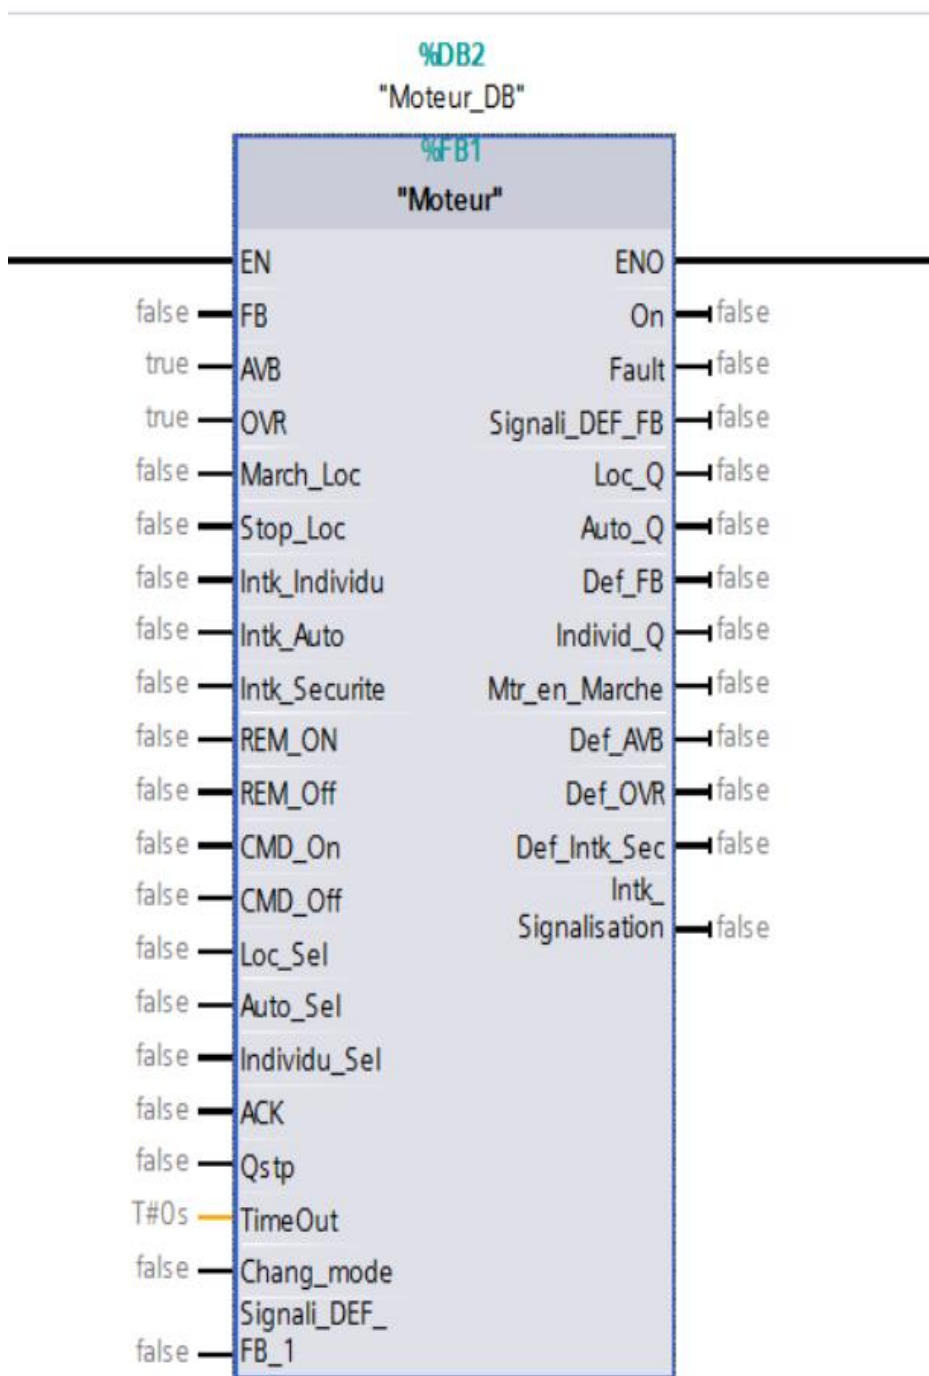 %DB2
"Moteur_DB"
%FB1
"Moteur"
EN ENO
false FB On false
true AVB Fault false
true OVR Signali_DEF_FB false
false March_Loc Loc_Q false
false Stop_Loc Auto_Q false
false Intk_Individu Def_FB false
false Intk_Auto Individ_Q false
false Intk_Securite Mtr_en_Marche false
false REM_ON Def_AVB false
false REM_Off Def_OVR false
false CMD_On Def_Intk_Sec false
false CMD_Off Intk_
Signalisation false
false Loc_Sel
false Auto_Sel
false Individu_Sel
false ACK
false Qstp
T#0s TimeOut
false Chang_mode
Signali_DEF_
false FB_1